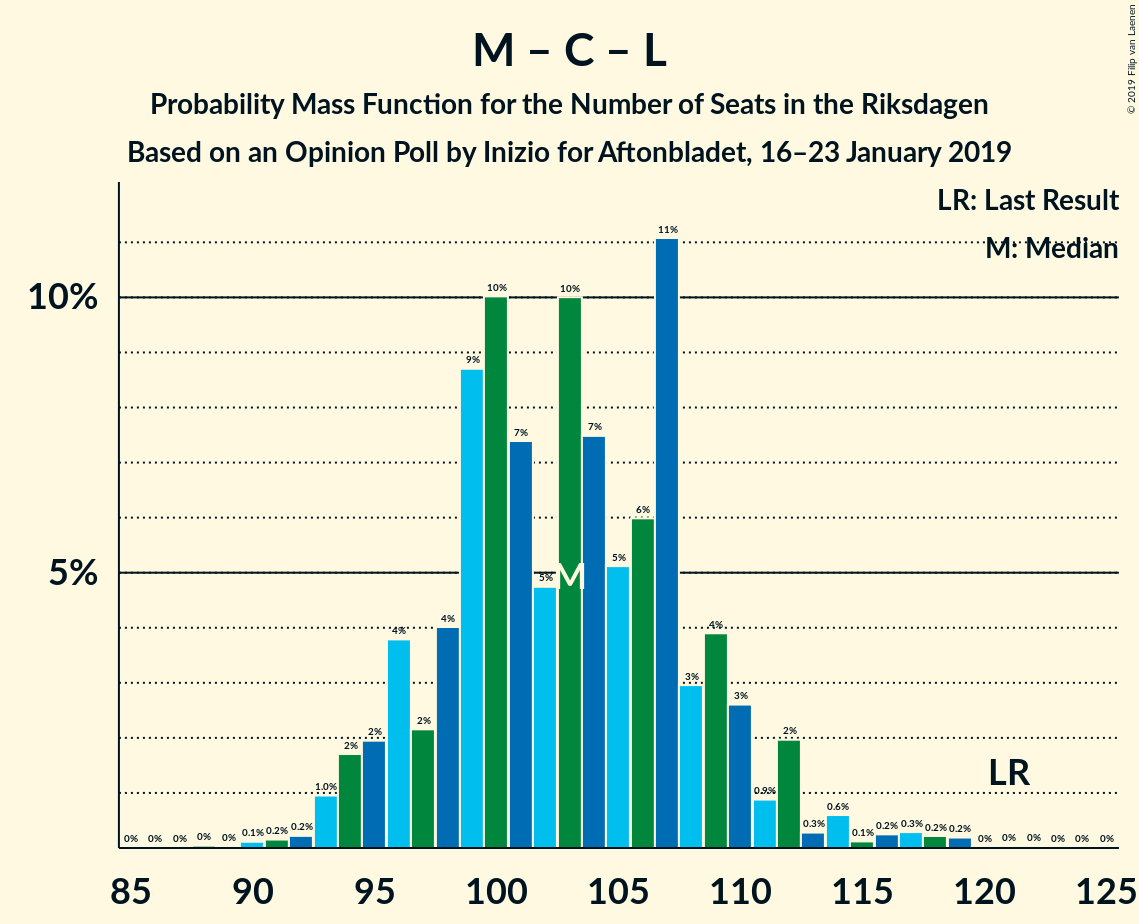 M – C – L
Probability Mass Function for the Number of Seats in the Riksdagen
Based on an Opinion Poll by Inizio for Aftonbladet, 16–23 January 2019
© 2019 Filip van Laenen
LR: Last Result
M: Median
10%
5%
0% 0% 0% 0% 0% 0.1% 0.2% 0.2% 1.0% 2% 2% 4% 2% 4% 9% 10% 7% 5% 10% 7% 5% 6% 11% 3% 4% 3% 0.9% 2% 0.3% 0.6% 0.1% 0.2% 0.3% 0.2% 0.2% 0% 0% 0% 0% 0% 0%
M
LR
85 90 95 100 105 110 115 120 125